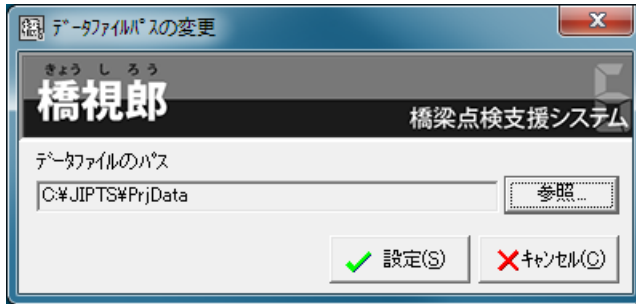 ﾃﾞｰﾀﾌｧｲﾙﾊﾟｽの変更
きょうしろう
橋視郎
橋梁点検支援システム
ﾃﾞｰﾀﾌｧｲﾙのﾊﾟｽ
C:¥JIPTS¥PrjData
参照...
設定(S)
ｷｬﾝｾﾙ(C)